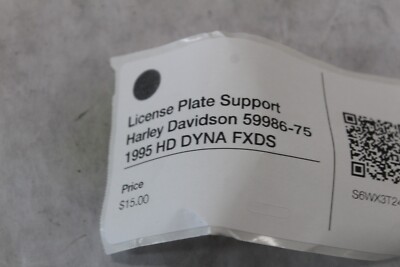 License Plate Support
Harley Davidson 59986-75
1995 HD DYNA FXDS
Price
$15.00
S6WX3T24